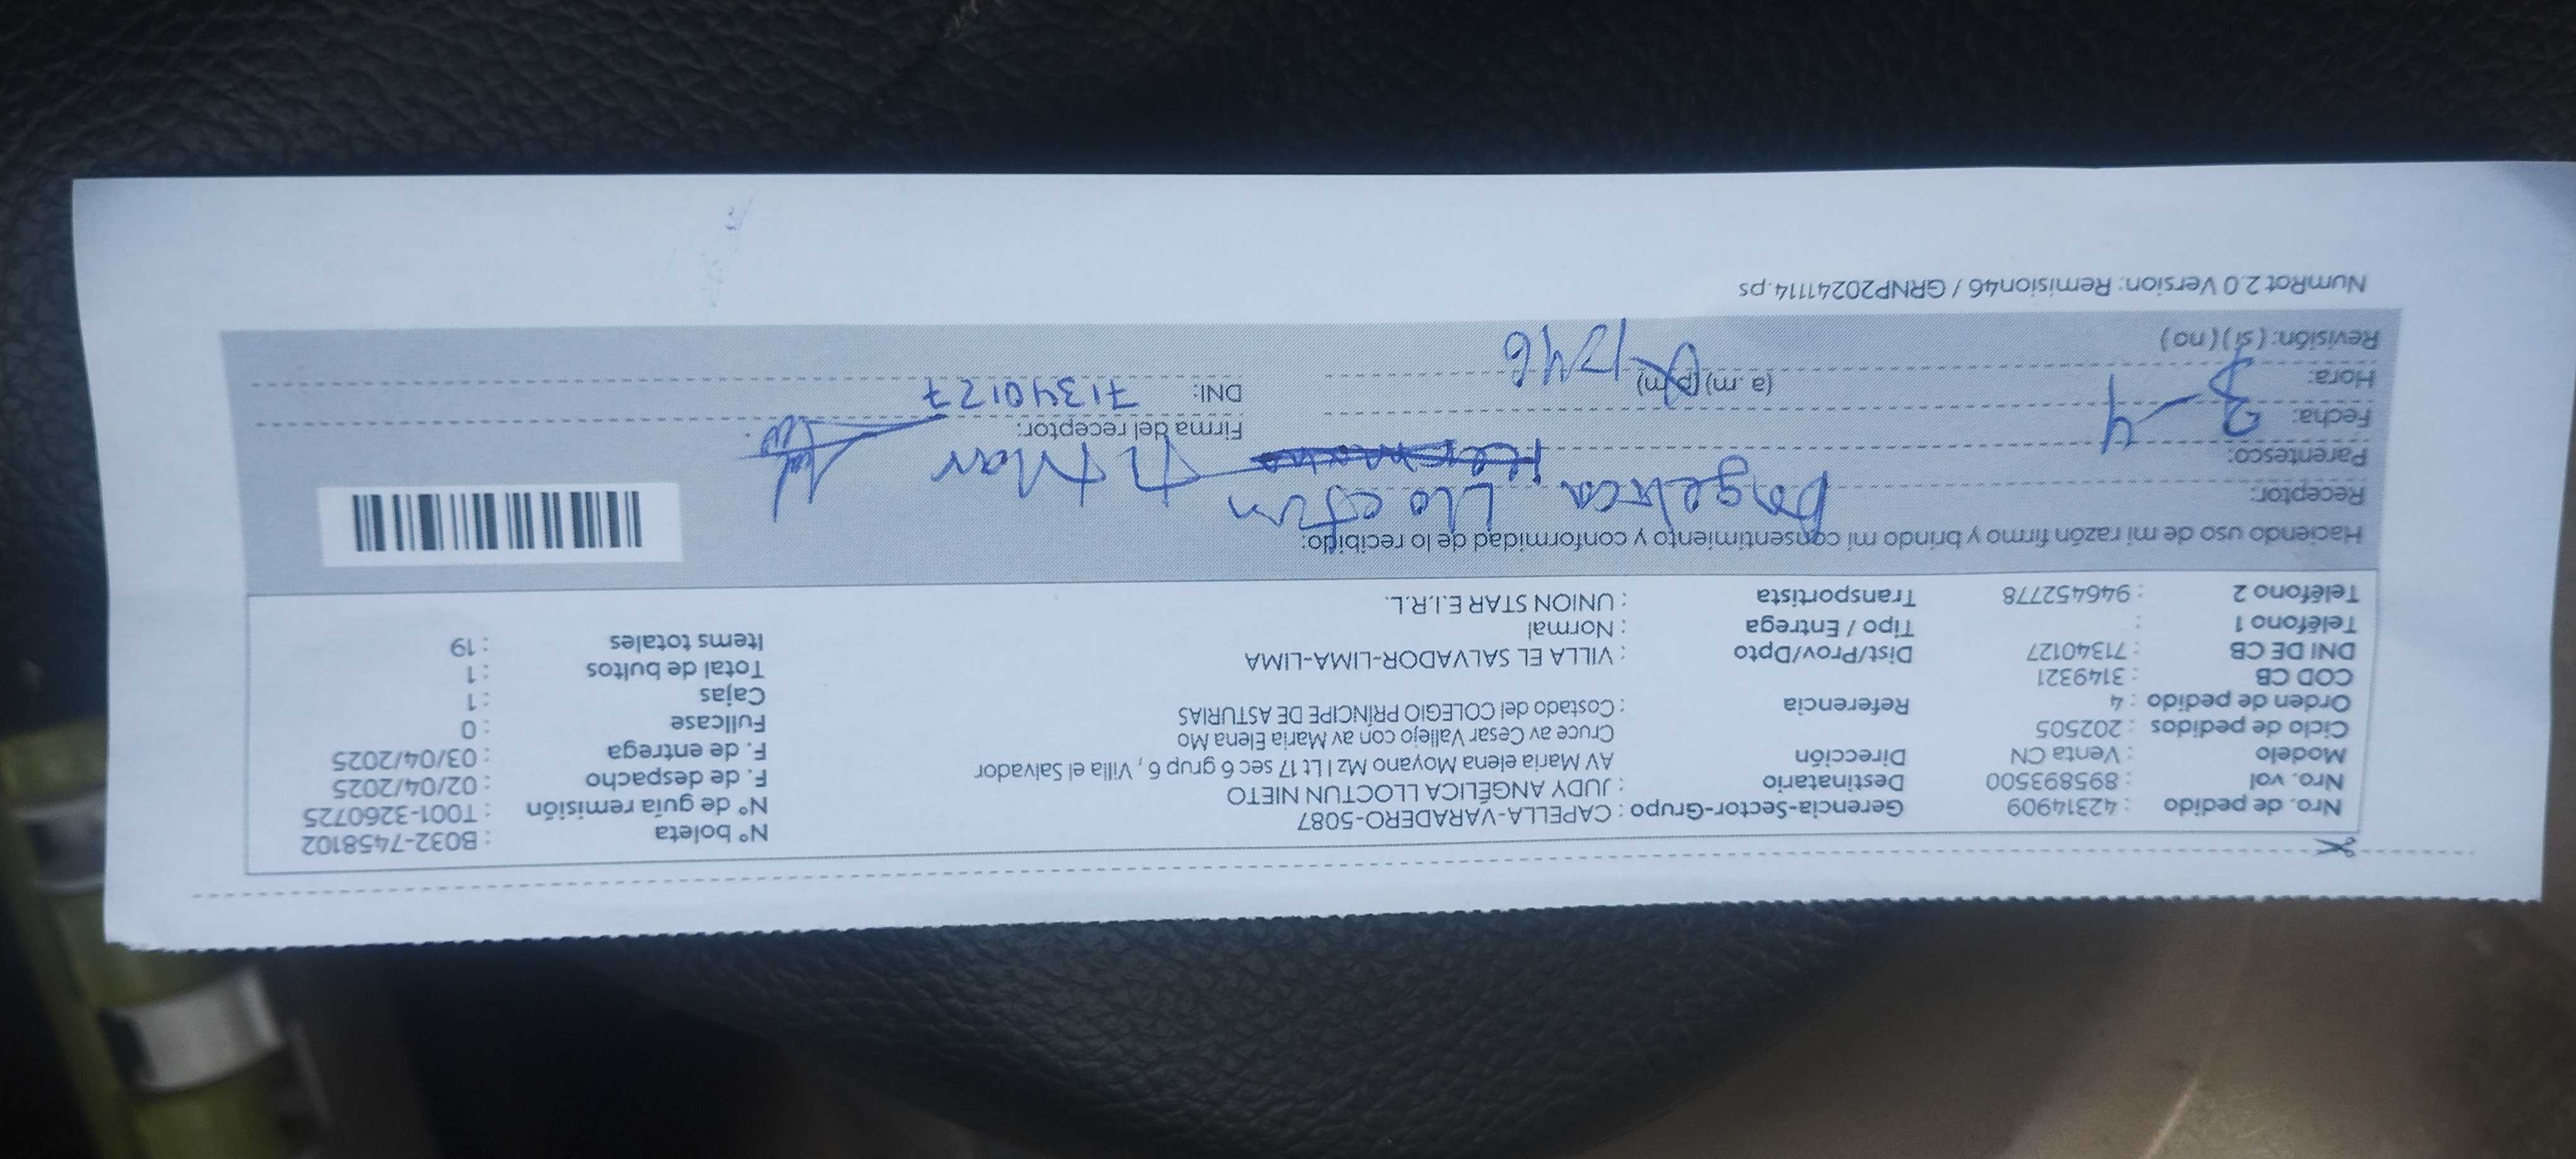 Nro. de pedido : 42314909 Gerencia-Sector-Grupo : CAPELLA-VARADERO-5087 N° boleta : B032-7458102
Nro. vol : 895893500 Destinatario : JUDY ANGÉLICA LLOCTUN NIETO N° de guía remisión : T001-3260725
Modelo : Venta CN Dirección AV Maria elena Moyano Mz I Lt 17 sec 6 grup 6 , Villa el Salvador F. de despacho : 02/04/2025
Ciclo de pedidos : 202505 Cruce av Cesar Vallejo con av Maria Elena Mo F. de entrega : 03/04/2025
Orden de pedido : 4 Referencia : Costado del COLEGIO PRÍNCIPE DE ASTURIAS Fullcase : 0
COD CB : 3149321 Cajas : 1
DNI DE CB : 71340127 Dist/Prov/Dpto : VILLA EL SALVADOR-LIMA-LIMA Total de bultos : 1
Teléfono 1 : Tipo / Entrega : Normal Items totales : 19
Teléfono 2 : 946452778 Transportista : UNION STAR E.I.R.L.
Haciendo uso de mi razón firmo y brindo mi consentimiento y conformidad de lo recibido:
Receptor: Angelica Lloctun
Parentesco: Titular
Fecha: 3-4 Firma del receptor:
Hora: (a.m) (p.m) 1746 DNI: 71340127
Revisión: (sí) (no)
NumRot 2.0 Version: Remision46 / GRNP20241114.ps